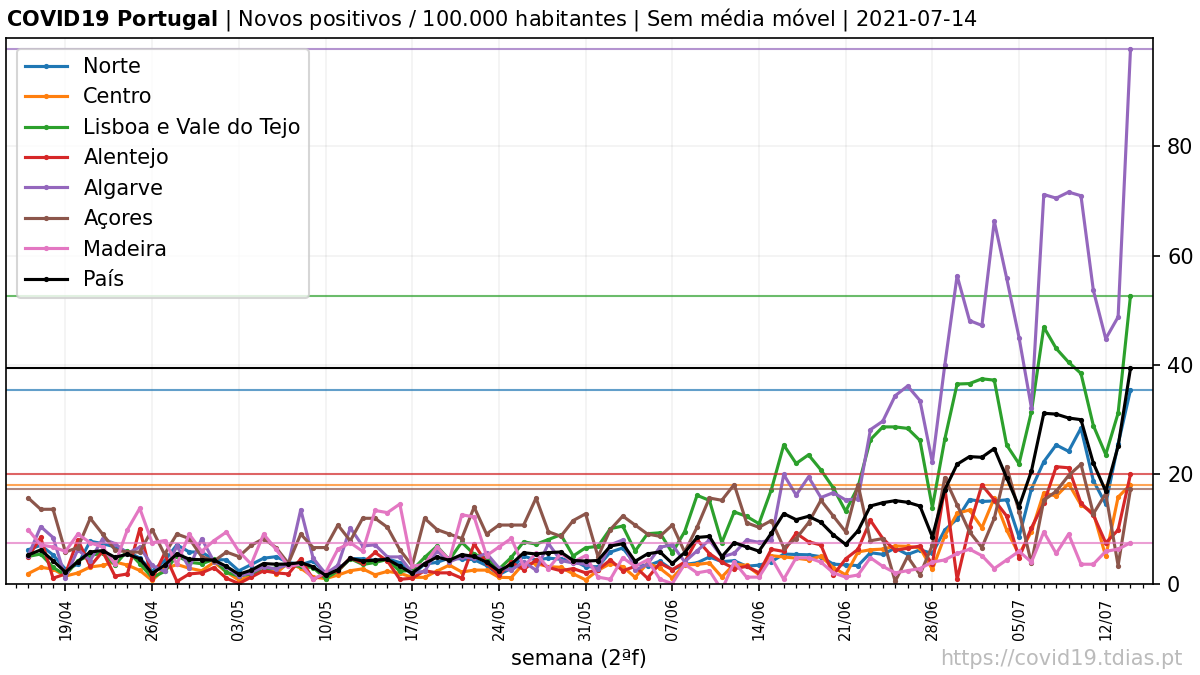 COVID19 Portugal | Novos positivos / 100.000 habitantes | Sem média móvel | 2021-07-14
Norte
Centro
Lisboa e Vale do Tejo
Alentejo
Algarve
Açores
Madeira
País
80
60
40
20
0
19/04
26/04
03/05
10/05
17/05
24/05
31/05
07/06
14/06
21/06
28/06
05/07
12/07
semana (2ªf)
https://covid19.tdias.pt